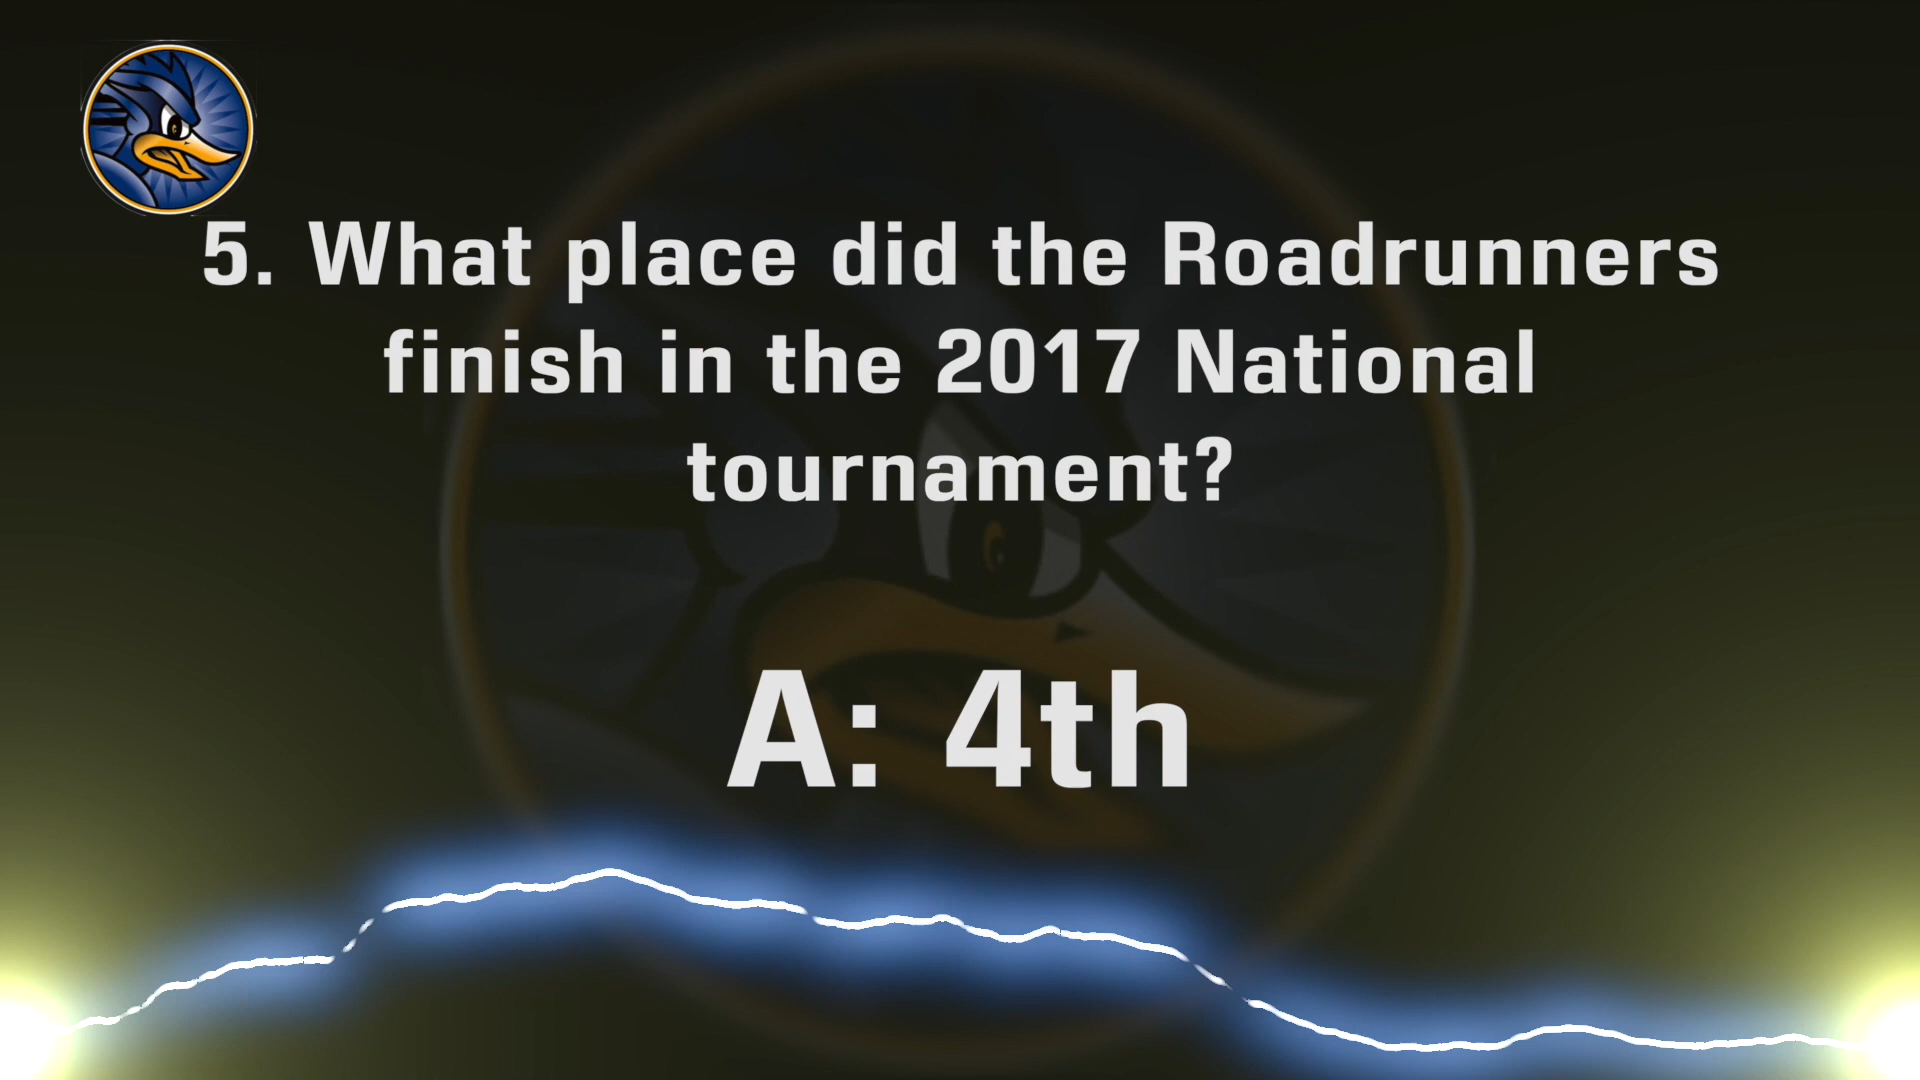 5. What place did the Roadrunners
finish in the 2017 National
tournament?
A: 4th